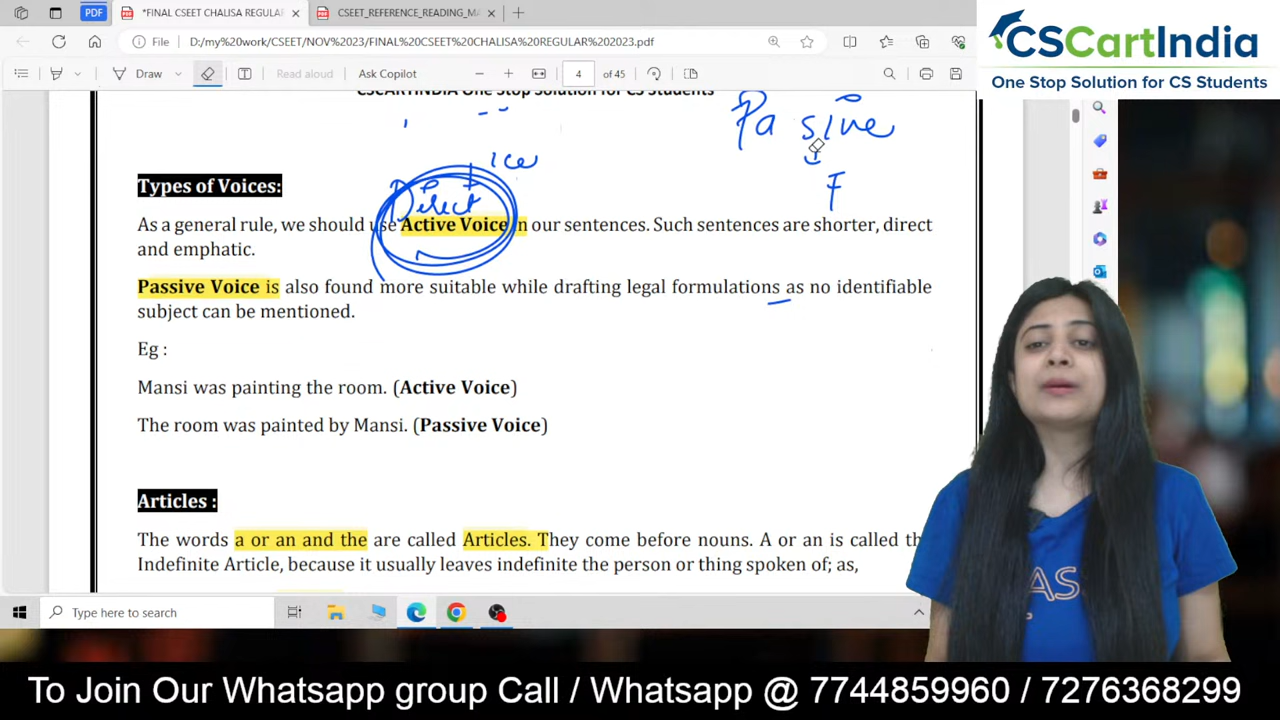 *FINAL CSEET CHALISA REGULAR
CSEET_REFERENCE_READING_MA
PDF
File
D:/my%20work/CSEET/NOV%2023/FINAL%20CSEET%20CHALISA%20REGULAR%202023.pdf
Draw
Read aloud
Ask Copilot
4
of 45
CSCartIndia
One Stop Solution for CS Students
CSCARTINDIA One Stop Solution for CS Students
Pa sive
ice
F
Types of Voices:
Direct
As a general rule, we should use Active Voice in our sentences. Such sentences are shorter, direct
and emphatic.
Passive Voice is also found more suitable while drafting legal formulations as no identifiable
subject can be mentioned.
Eg :
Mansi was painting the room. (Active Voice)
The room was painted by Mansi. (Passive Voice)
Articles :
The words a or an and the are called Articles. They come before nouns. A or an is called th
Indefinite Article, because it usually leaves indefinite the person or thing spoken of; as,
Type here to search
To Join Our Whatsapp group Call / Whatsapp @ 7744859960 / 7276368299